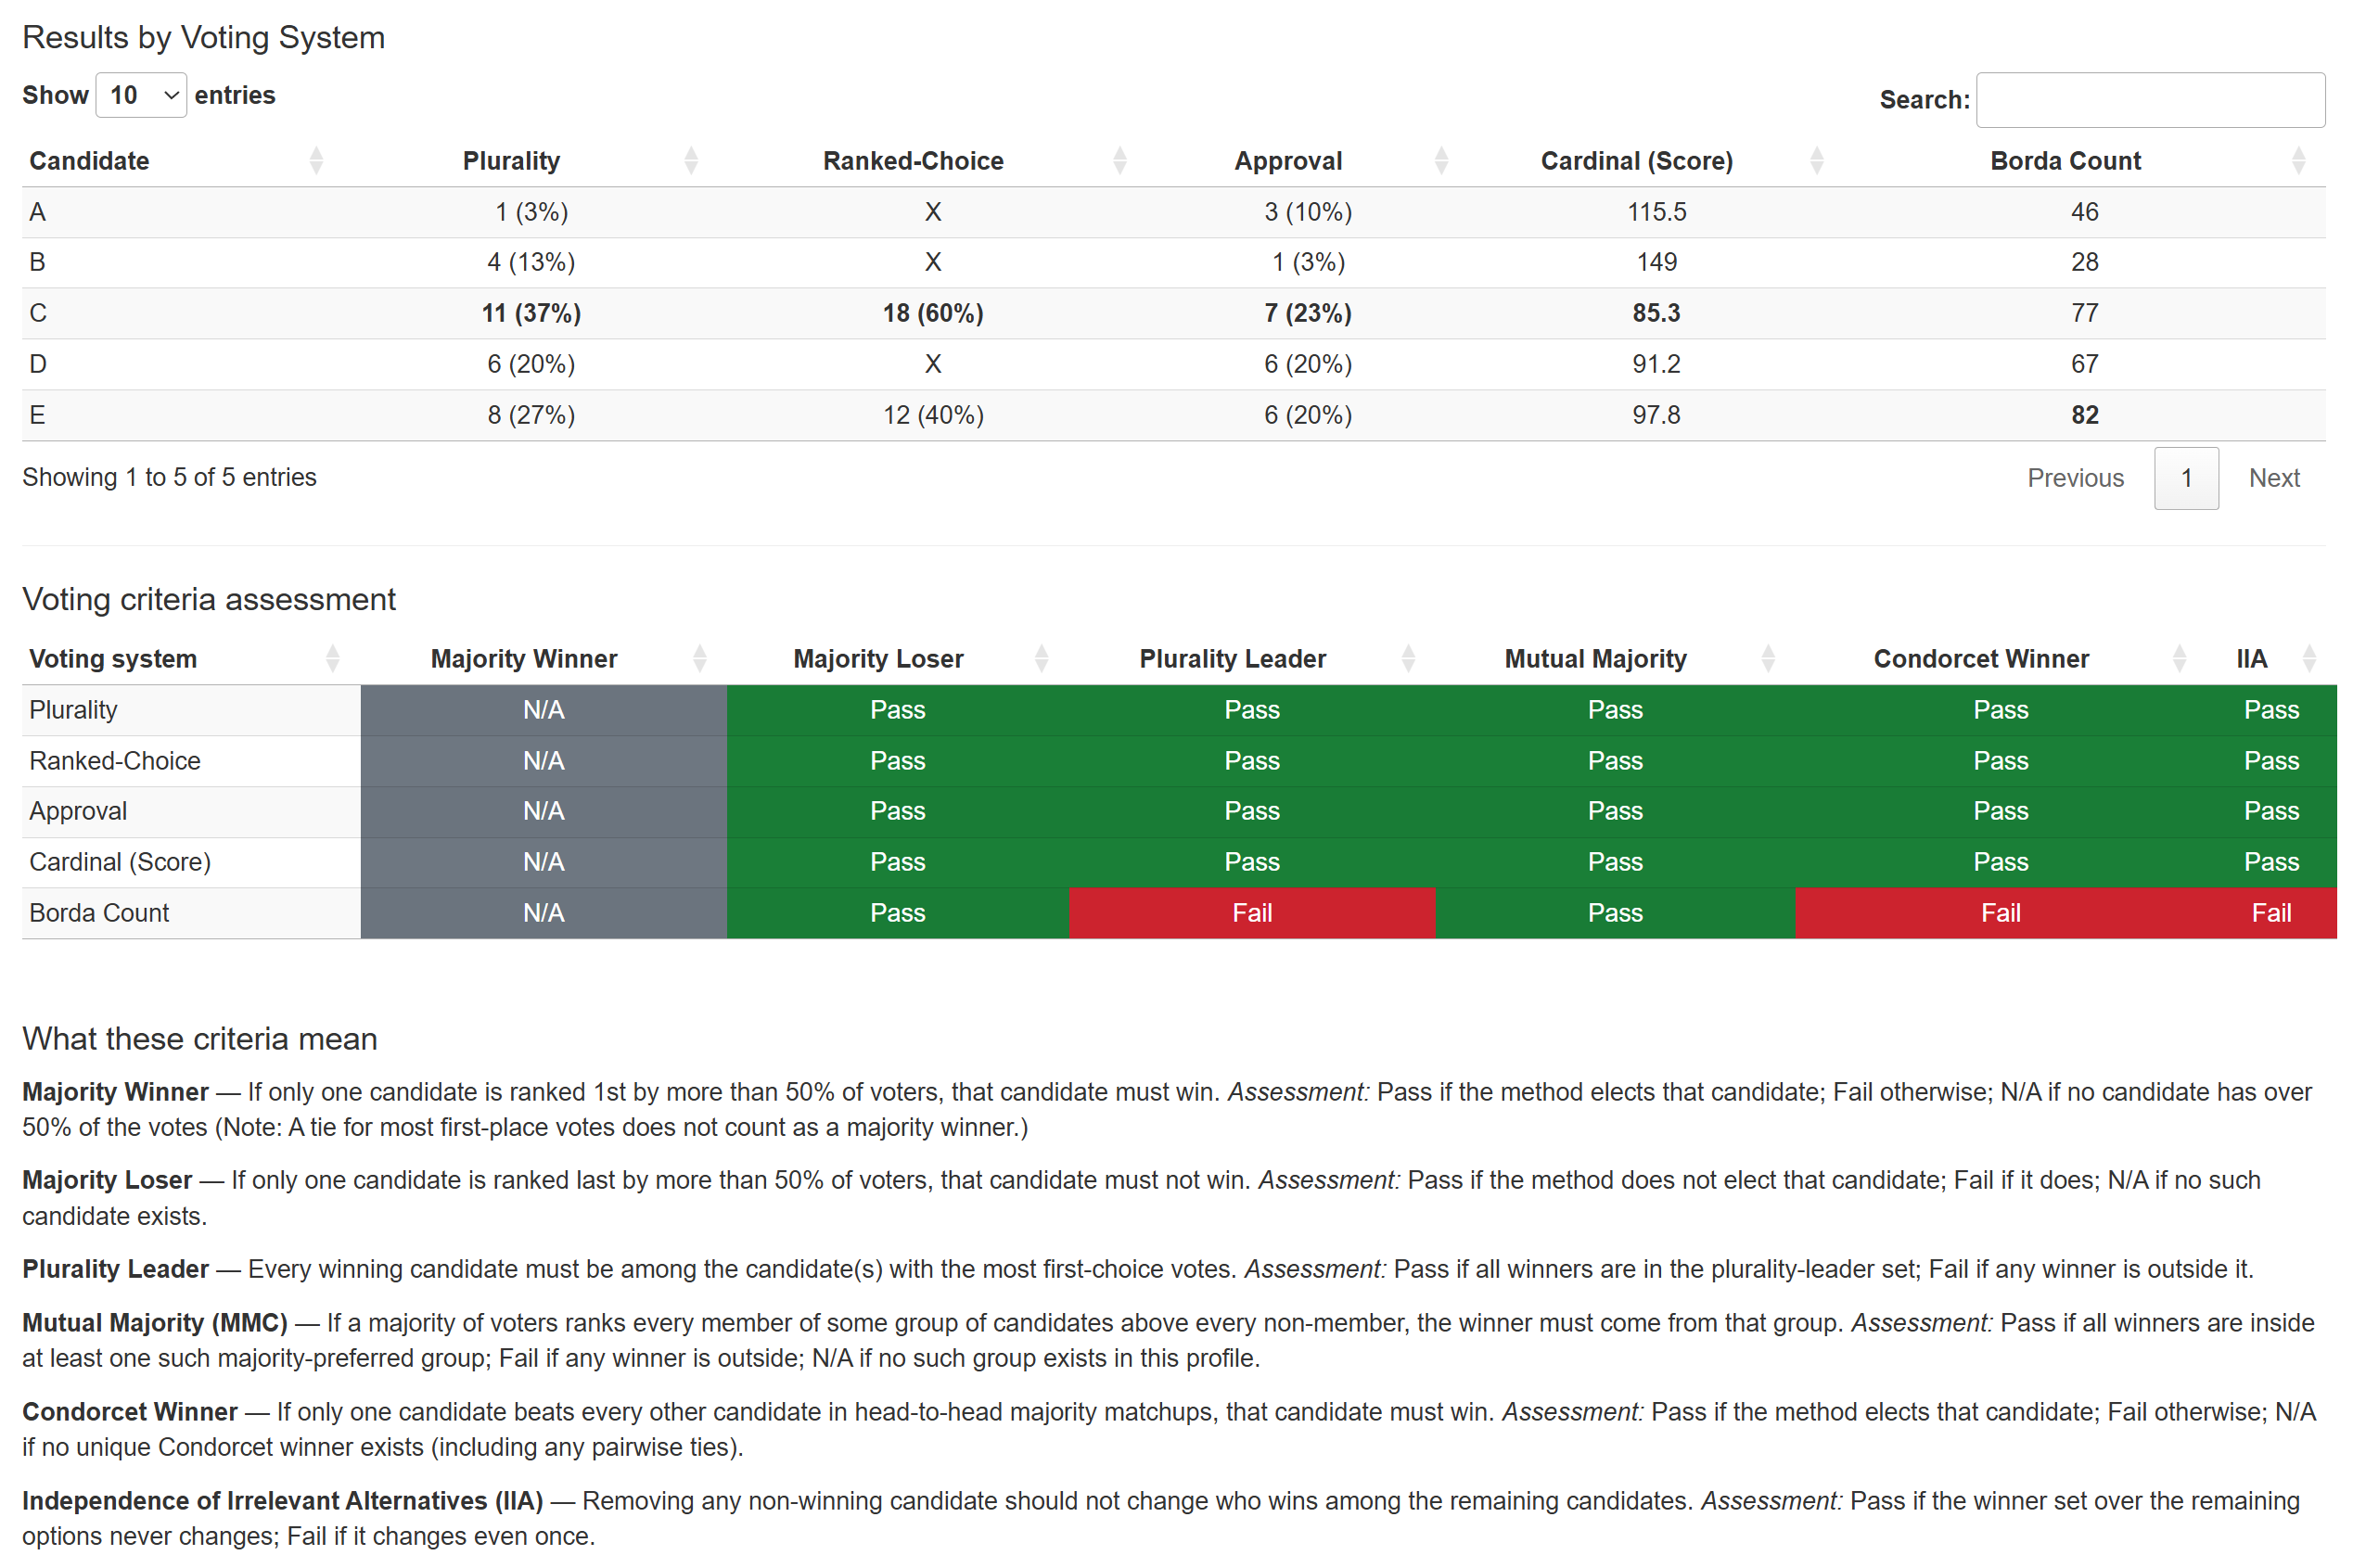 Results by Voting System
Show 10 entries
Search:
Candidate Plurality Ranked-Choice Approval Cardinal (Score) Borda Count
A 1 (3%) X 3 (10%) 115.5 46
B 4 (13%) X 1 (3%) 149 28
C 11 (37%) 18 (60%) 7 (23%) 85.3 77
D 6 (20%) X 6 (20%) 91.2 67
E 8 (27%) 12 (40%) 6 (20%) 97.8 82
Showing 1 to 5 of 5 entries
Previous 1 Next
Voting criteria assessment
Voting system Majority Winner Majority Loser Plurality Leader Mutual Majority Condorcet Winner IIA
Plurality N/A Pass Pass Pass Pass Pass
Ranked-Choice N/A Pass Pass Pass Pass Pass
Approval N/A Pass Pass Pass Pass Pass
Cardinal (Score) N/A Pass Pass Pass Pass Pass
Borda Count N/A Pass Fail Pass Fail Fail
What these criteria mean
Majority Winner — If only one candidate is ranked 1st by more than 50% of voters, that candidate must win. Assessment: Pass if the method elects that candidate; Fail otherwise; N/A if no candidate has over
50% of the votes (Note: A tie for most first-place votes does not count as a majority winner.)
Majority Loser — If only one candidate is ranked last by more than 50% of voters, that candidate must not win. Assessment: Pass if the method does not elect that candidate; Fail if it does; N/A if no such
candidate exists.
Plurality Leader — Every winning candidate must be among the candidate(s) with the most first-choice votes. Assessment: Pass if all winners are in the plurality-leader set; Fail if any winner is outside it.
Mutual Majority (MMC) — If a majority of voters ranks every member of some group of candidates above every non-member, the winner must come from that group. Assessment: Pass if all winners are inside
at least one such majority-preferred group; Fail if any winner is outside; N/A if no such group exists in this profile.
Condorcet Winner — If only one candidate beats every other candidate in head-to-head majority matchups, that candidate must win. Assessment: Pass if the method elects that candidate; Fail otherwise; N/A
if no unique Condorcet winner exists (including any pairwise ties).
Independence of Irrelevant Alternatives (IIA) — Removing any non-winning candidate should not change who wins among the remaining candidates. Assessment: Pass if the winner set over the remaining
options never changes; Fail if it changes even once.